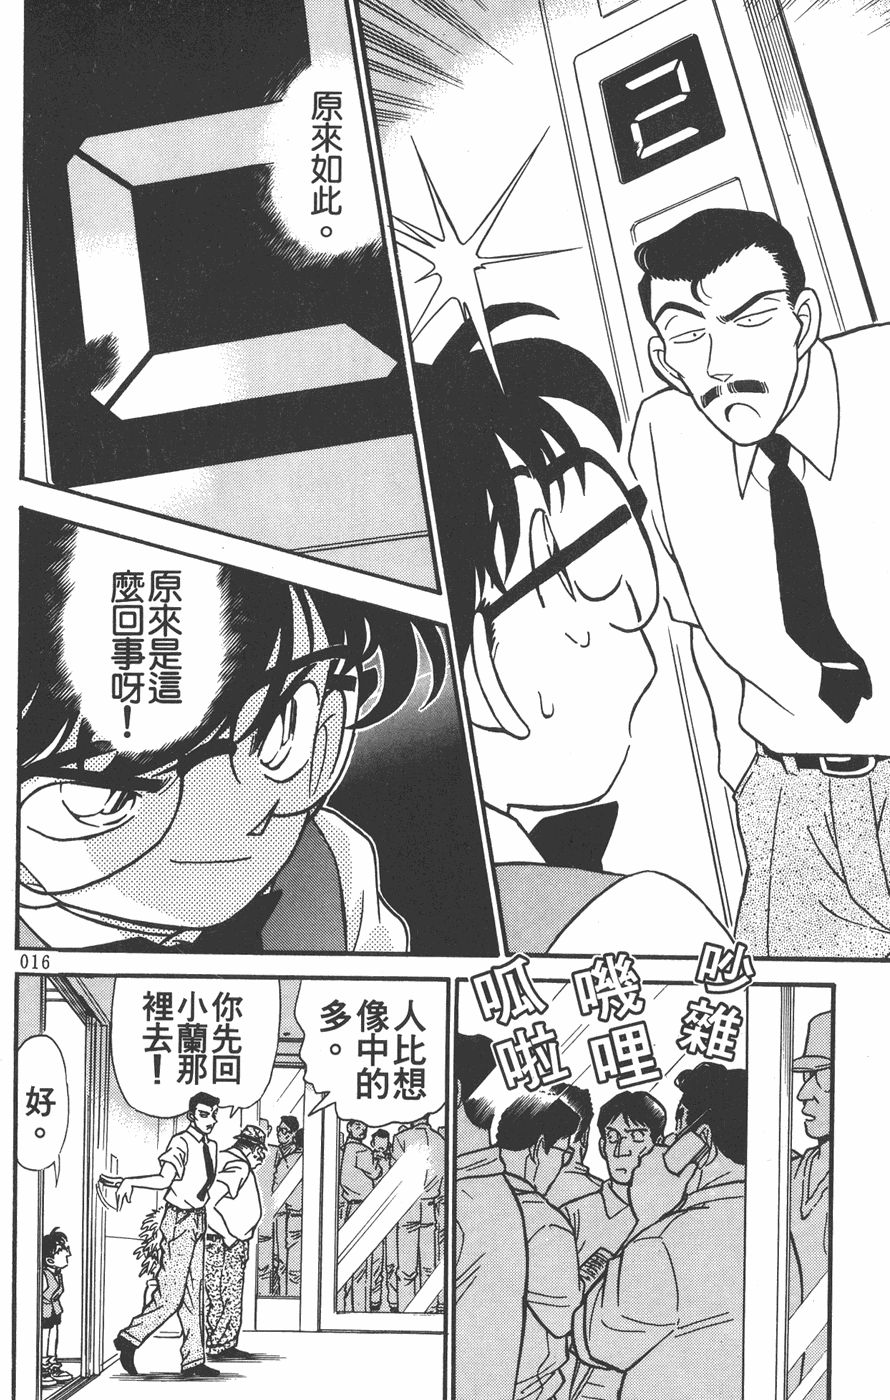 2
原來如此。
原來是這
麼回事呀！
016
吵雜
嘰哩
呱啦
人比想
像中的
多。
你先回
小蘭那
裡去！
好。